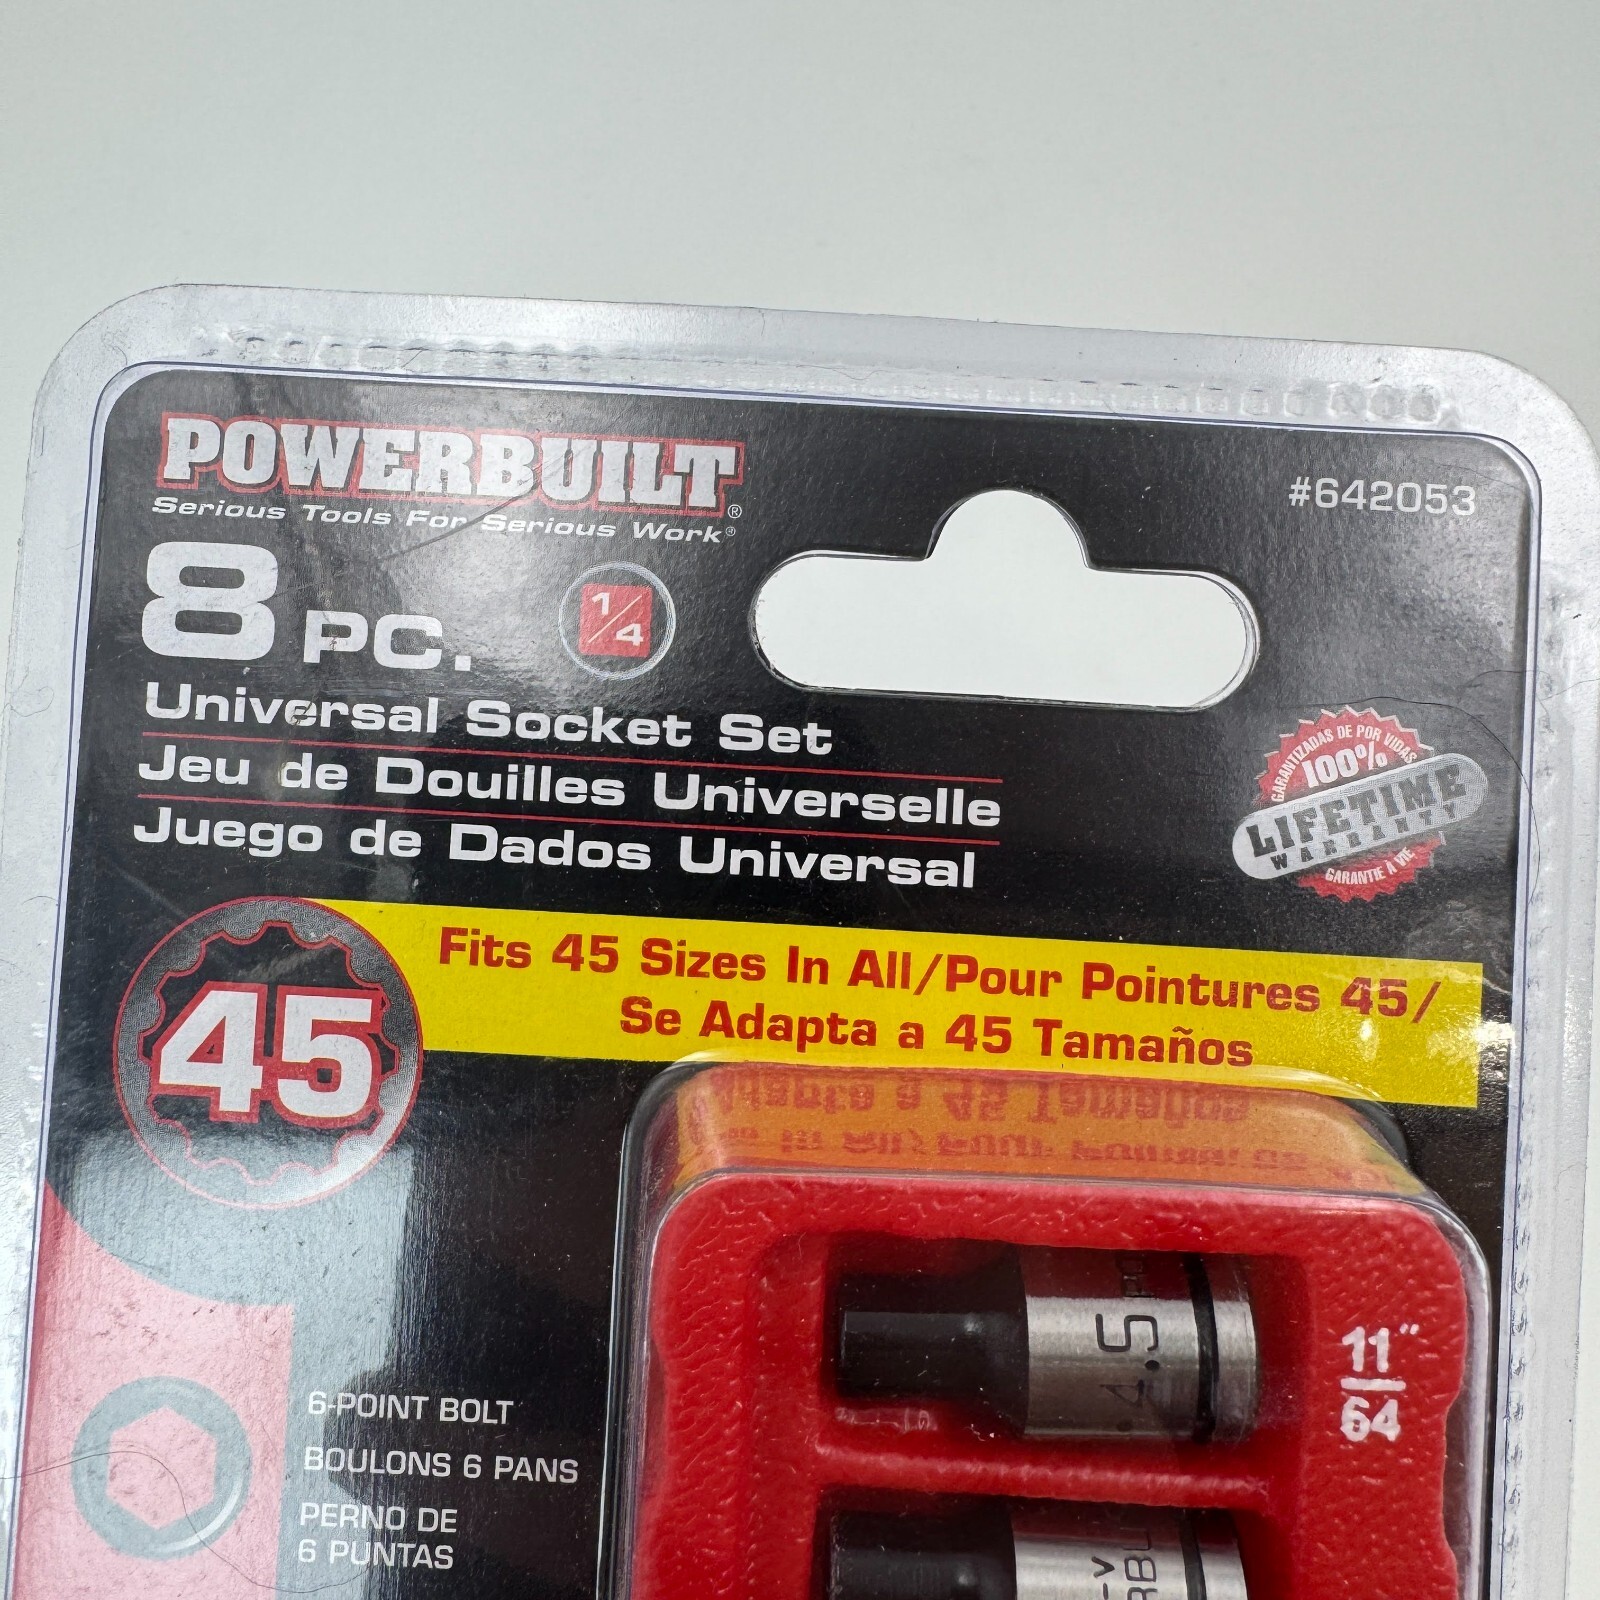 POWERBUILT®
Serious Tools For Serious Work®
#642053
8 PC.
1/4
Universal Socket Set
Jeu de Douilles Universelle
Juego de Dados Universal
GARANTIZADAS DE POR VIDAS
100%
LIFETIME
WARRANTY
GARANTIE À VIE
45
Fits 45 Sizes In All/Pour Pointures 45/
Se Adapta a 45 Tamaños
4.5
11"
64
6-POINT BOLT
BOULONS 6 PANS
PERNO DE
6 PUNTAS